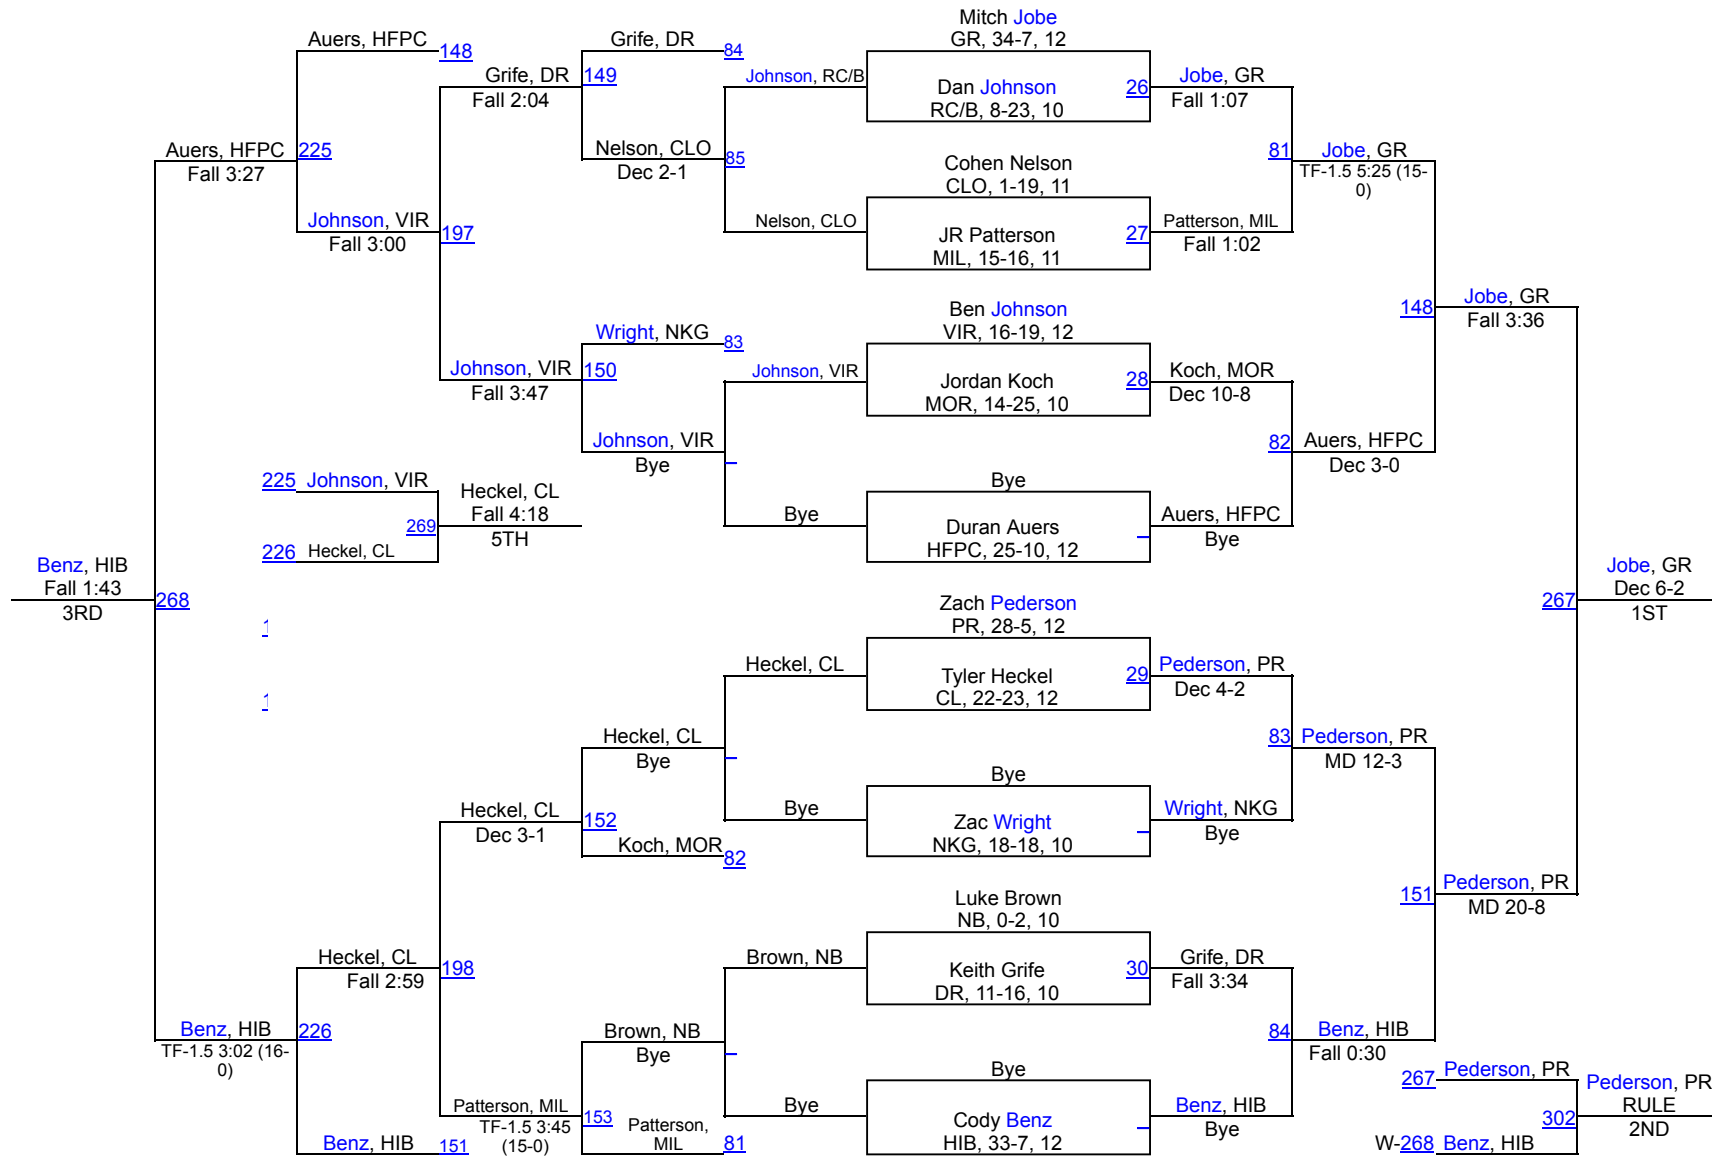 Auers, HFPC
148
Grife, DR
84
Mitch Jobe
GR, 34-7, 12
Grife, DR
149
Fall 2:04
Johnson, RC/B
Dan Johnson
26
RC/B, 8-23, 10
Jobe, GR
Fall 1:07
Auers, HFPC
225
Fall 3:27
Nelson, CLO
85
Dec 2-1
Cohen Nelson
CLO, 1-19, 11
81
Jobe, GR
TF-1.5 5:25 (15-
0)
Johnson, VIR
197
Fall 3:00
Nelson, CLO
JR Patterson
27
MIL, 15-16, 11
Patterson, MIL
Fall 1:02
Ben Johnson
VIR, 16-19, 12
148
Jobe, GR
Fall 3:36
Wright, NKG
83
Johnson, VIR
150
Fall 3:47
Johnson, VIR
Jordan Koch
28
MOR, 14-25, 10
Koch, MOR
Dec 10-8
Johnson, VIR
Bye
82
Auers, HFPC
Dec 3-0
225
Johnson, VIR
Heckel, CL
Fall 4:18
269
5TH
226
Heckel, CL
Bye
Bye
Duran Auers
HFPC, 25-10, 12
Auers, HFPC
Bye
Benz, HIB
Fall 1:43
268
3RD
267
Jobe, GR
Dec 6-2
1ST
Zach Pederson
PR, 28-5, 12
Heckel, CL
Tyler Heckel
29
CL, 22-23, 12
Pederson, PR
Dec 4-2
Heckel, CL
Bye
83
Pederson, PR
MD 12-3
Bye
Heckel, CL
152
Dec 3-1
Koch, MOR
82
Bye
Zac Wright
NKG, 18-18, 10
Wright, NKG
Bye
151
Pederson, PR
MD 20-8
Luke Brown
NB, 0-2, 10
Heckel, CL
198
Fall 2:59
Brown, NB
Keith Grife
30
DR, 11-16, 10
Grife, DR
Fall 3:34
Benz, HIB
226
TF-1.5 3:02 (16-
0)
Brown, NB
Bye
84
Benz, HIB
Fall 0:30
Bye
Patterson, MIL
153
TF-1.5 3:45
(15-0)
Patterson,
MIL
81
Bye
Cody Benz
HIB, 33-7, 12
Benz, HIB
Bye
Benz, HIB
151
267
Pederson, PR
302
Pederson, PR
RULE
2ND
W-268
Benz, HIB